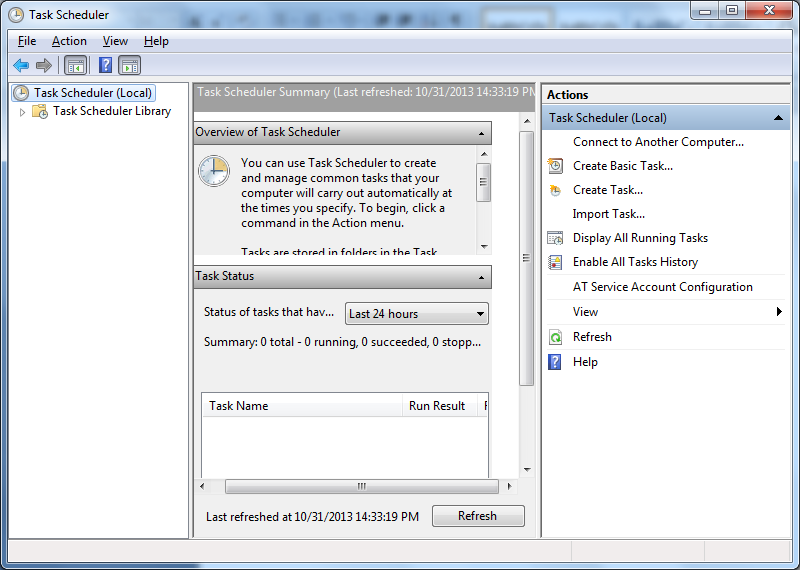 Task Scheduler
File Action View Help
Task Scheduler (Local)
Task Scheduler Library
Task Scheduler Summary (Last refreshed: 10/31/2013 14:33:19 PM
Overview of Task Scheduler
You can use Task Scheduler to create
and manage common tasks that your
computer will carry out automatically at
the times you specify. To begin, click a
command in the Action menu.
Tasks are stored in folders in the Task
Task Status
Status of tasks that hav... Last 24 hours
Summary: 0 total - 0 running, 0 succeeded, 0 stopp...
Task Name Run Result
Last refreshed at 10/31/2013 14:33:19 PM Refresh
Actions
Task Scheduler (Local)
Connect to Another Computer...
Create Basic Task...
Create Task...
Import Task...
Display All Running Tasks
Enable All Tasks History
AT Service Account Configuration
View
Refresh
Help